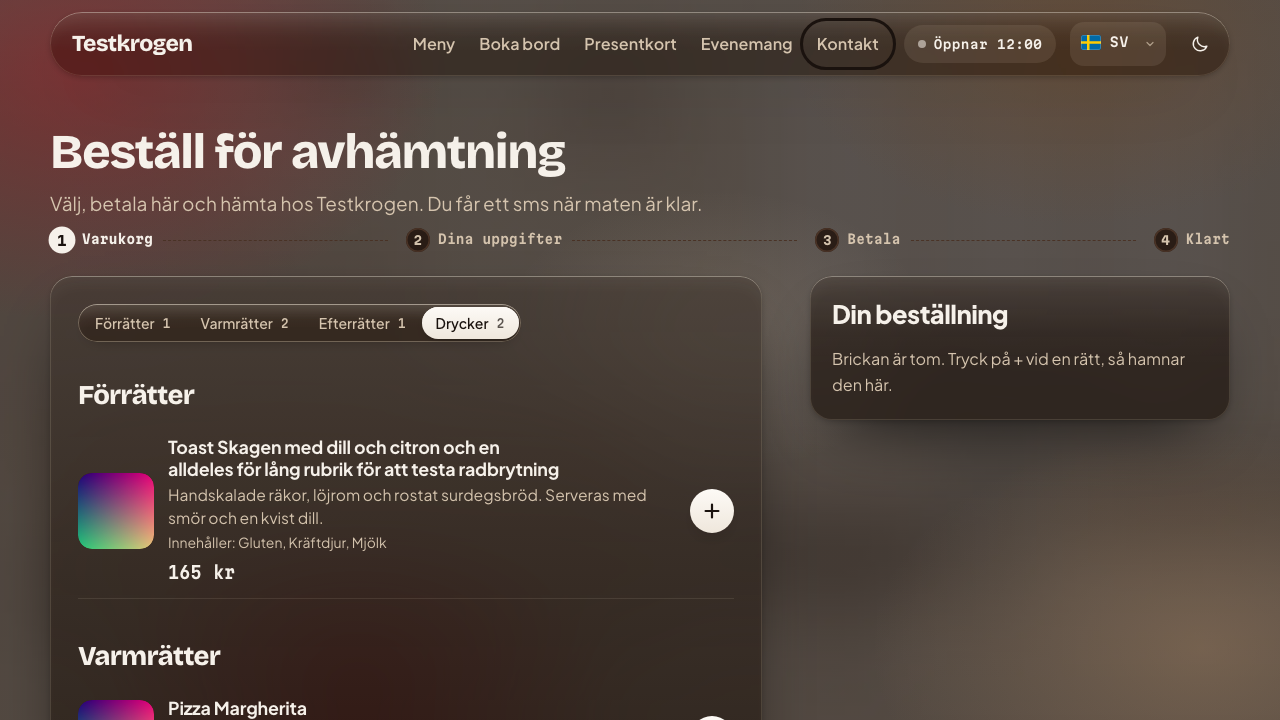 Testkrogen
Meny
Boka bord
Presentkort
Evenemang
Kontakt
Öppnar 12:00
SV
Beställ för avhämtning
Välj, betala här och hämta hos Testkrogen. Du får ett sms när maten är klar.
1 Varukorg
2 Dina uppgifter
3 Betala
4 Klart
Förrätter 1
Varmrätter 2
Efterrätter 1
Drycker 2
Förrätter
Toast Skagen med dill och citron och en
alldeles för lång rubrik för att testa radbrytning
Handskalade räkor, löjrom och rostat surdegsbröd. Serveras med
smör och en kvist dill.
Innehåller: Gluten, Kräftdjur, Mjölk
165 kr
Varmrätter
Pizza Margherita
Din beställning
Brickan är tom. Tryck på + vid en rätt, så hamnar
den här.